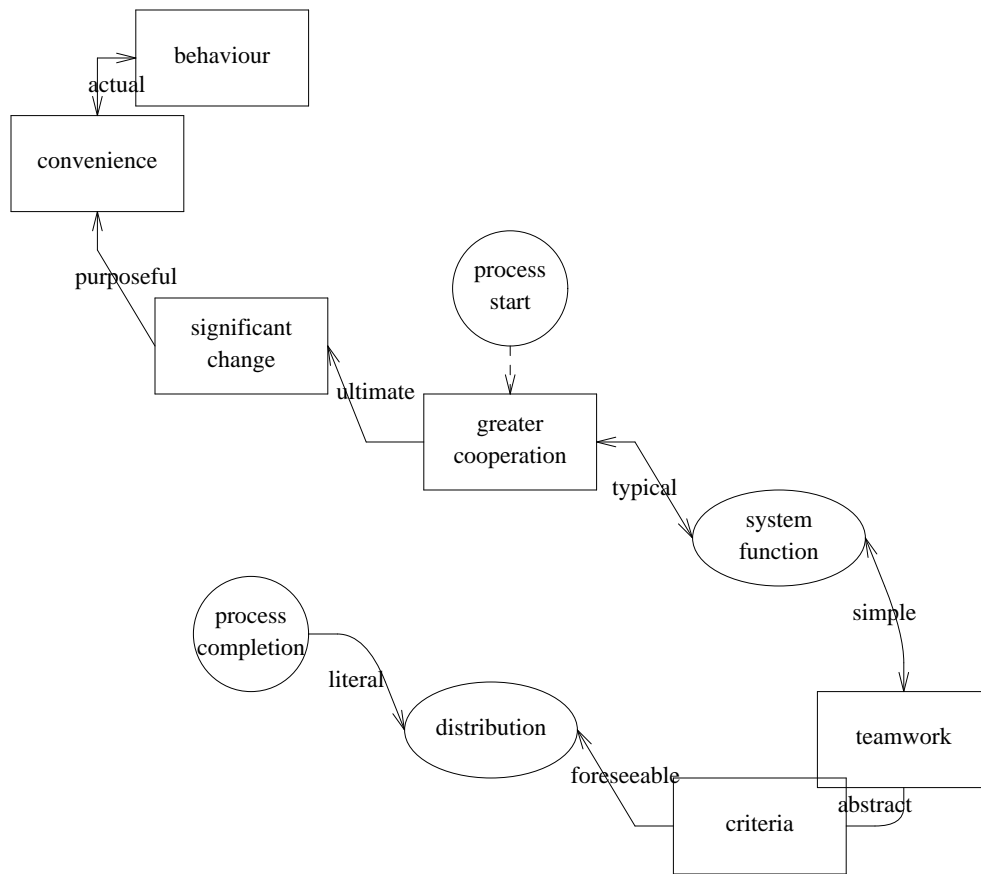 behaviour
actual
convenience
process
start
purposeful
significant
change
ultimate
greater
cooperation
typical
system
function
process
completion
simple
literal
distribution
teamwork
foreseeable
abstract
criteria